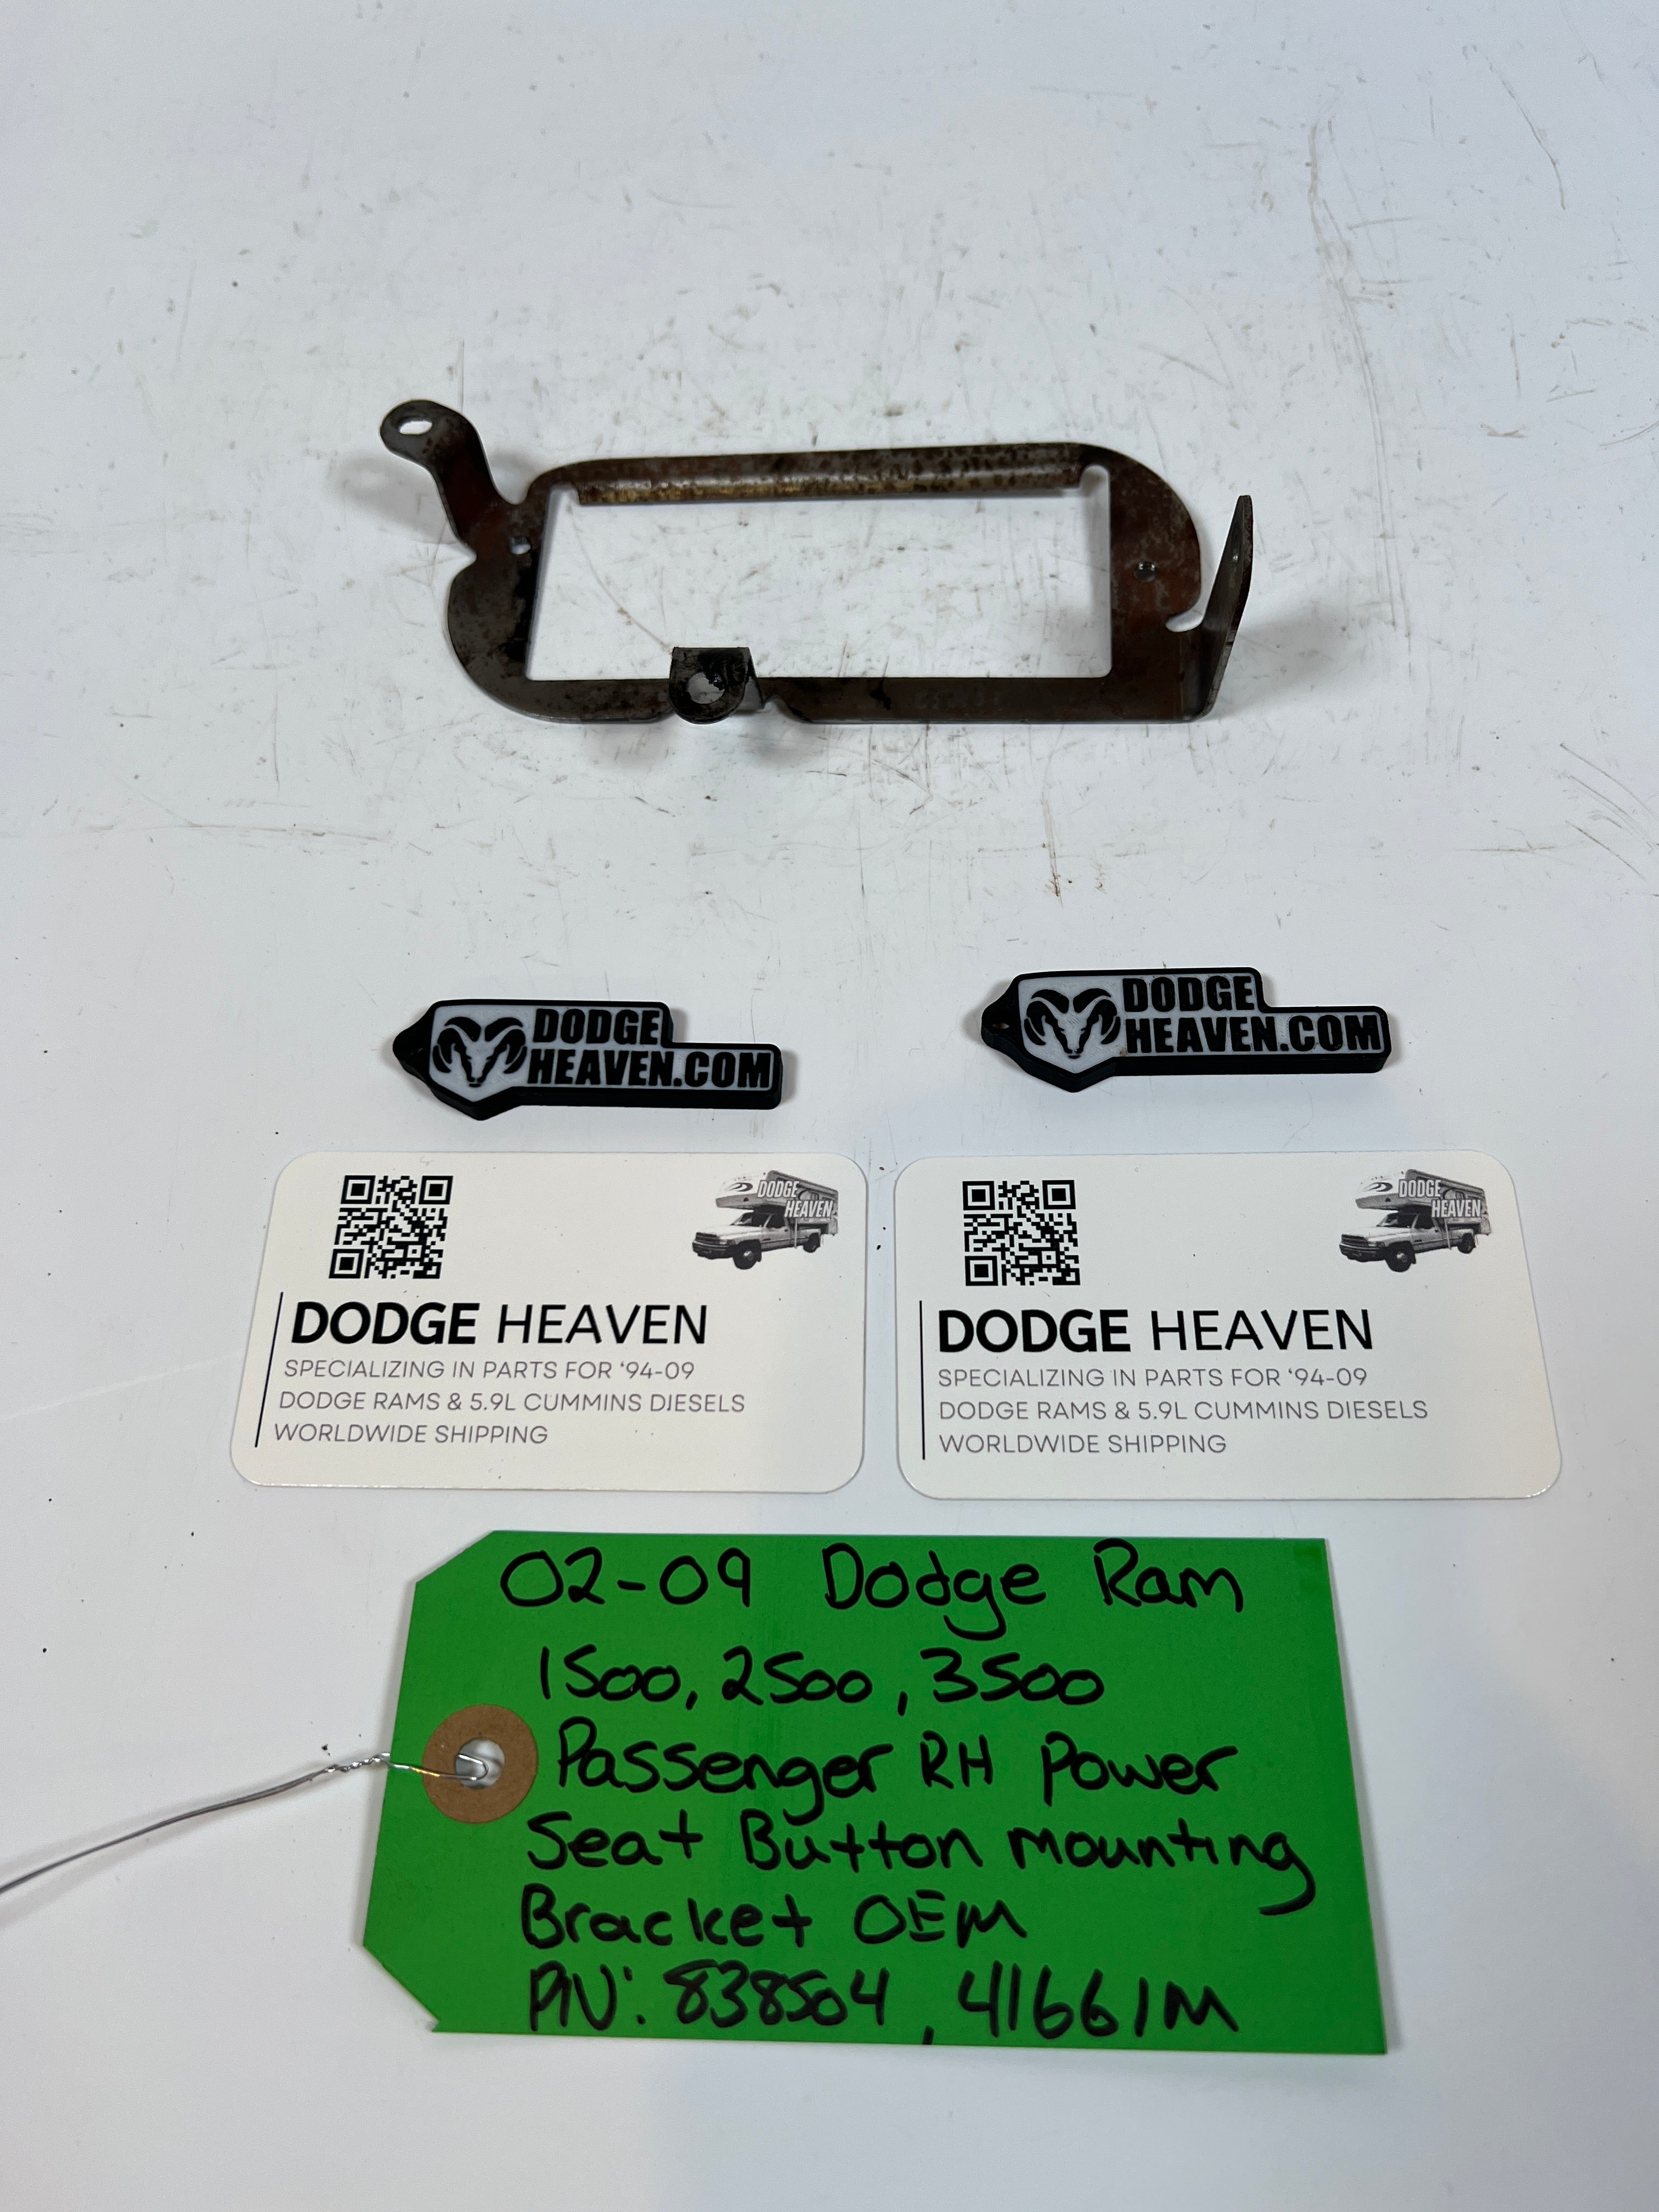 DODGE
HEAVEN.COM
DODGE
HEAVEN.COM
DODGE
HEAVEN
DODGE HEAVEN
SPECIALIZING IN PARTS FOR ‘94-09
DODGE RAMS & 5.9L CUMMINS DIESELS
WORLDWIDE SHIPPING
DODGE
HEAVEN
DODGE HEAVEN
SPECIALIZING IN PARTS FOR ‘94-09
DODGE RAMS & 5.9L CUMMINS DIESELS
WORLDWIDE SHIPPING
02-09 Dodge Ram
1500, 2500, 3500
Passenger RH Power
Seat Button Mounting
Bracket OEM
P/N: 838504, 41661M